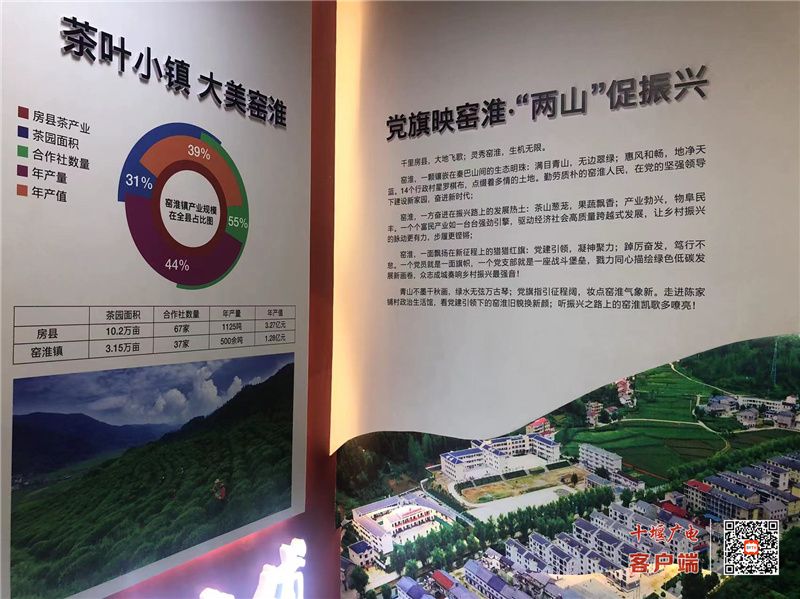 茶叶小镇 大美窑淮
房县茶产业
茶园面积
合作社数量
年产量
年产值
39%
31%
55%
44%
窑淮镇产业规模
在全县占比图
茶园面积 合作社数量 年产量 年产值
房县 10.2万亩 67家 1125吨 3.27亿元
窑淮镇 3.15万亩 37家 500余吨 1.28亿元
党旗映窑淮·“两山”促振兴
千里房县，大地飞歌；灵秀窑淮，生机无限。
窑淮，一颗镶嵌在秦巴山间的生态明珠：满目青山，无边翠绿；惠风和畅，地净天
蓝。14个行政村星罗棋布，点缀着多情的土地。勤劳质朴的窑淮人民，在党的坚强领导
下建设新家园，奋进新时代；
窑淮，一方奋进在振兴路上的发展热土：茶山葱茏，果蔬飘香；产业勃兴，物阜民
丰。一个个富民产业如一台台强劲引擎，驱动经济社会高质量跨越式发展，让乡村振兴
的脉动更有力，步履更铿锵；
窑淮，一面飘扬在新征程上的猎猎红旗：党建引领，凝神聚力；踔厉奋发，笃行不
怠。一个党员就是一面旗帜，一个党支部就是一座战斗堡垒，戮力同心描绘绿色低碳发
展新画卷，众志成城奏响乡村振兴最强音！
青山不墨千秋画，绿水无弦万古琴；党旗指引征程阔，妆点窑淮气象新。走进陈家
铺村政治生活馆，看党建引领下的窑淮旧貌换新颜；听振兴之路上的窑淮凯歌多嘹亮！
十堰广电
客户端